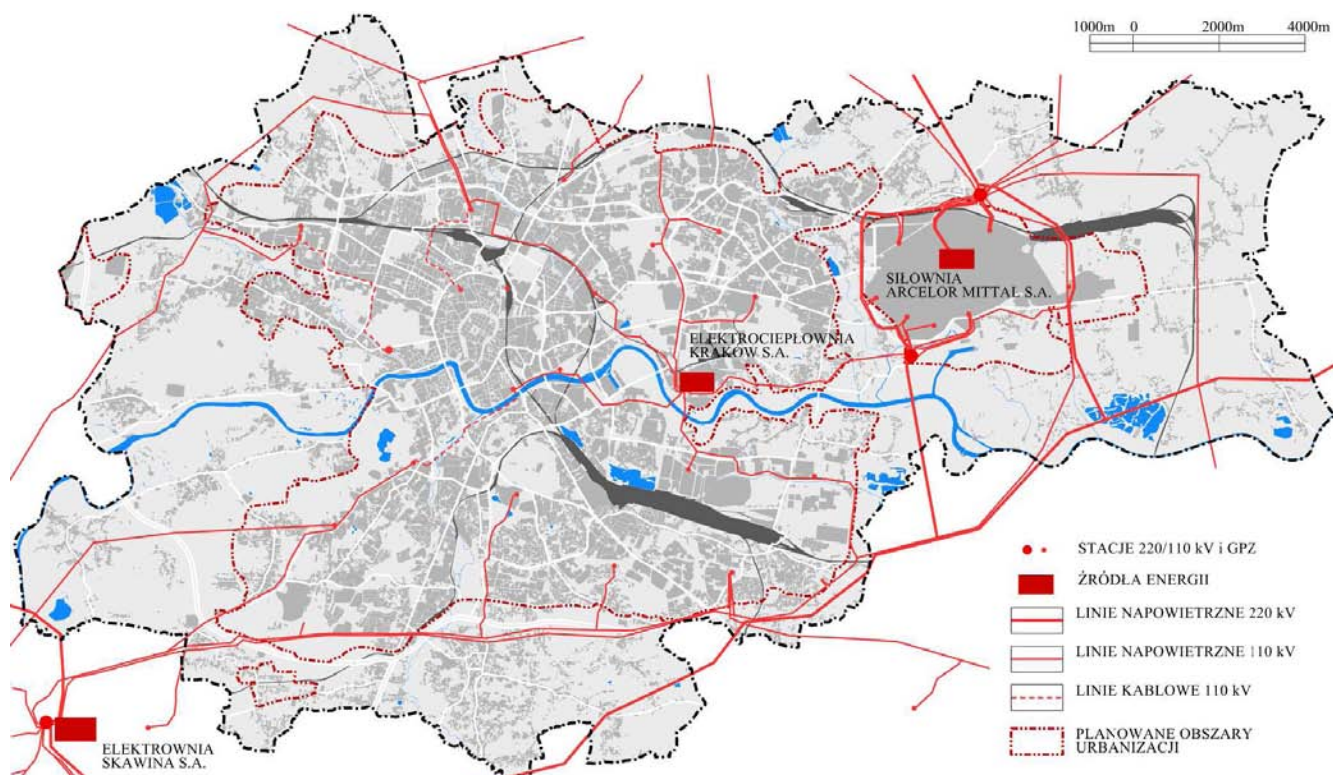 1000m 0 2000m 4000m
SIŁOWNIA
ARCELOR MITTAL S.A.
ELEKTROCIEPŁOWNIA
KRAKÓW S.A.
STACJE 220/110 kV i GPZ
ŹRÓDŁA ENERGII
LINIE NAPOWIETRZNE 220 kV
LINIE NAPOWIETRZNE 110 kV
LINIE KABLOWE 110 kV
PLANOWANE OBSZARY
URBANIZACJI
ELEKTROWNIA
SKAWINA S.A.